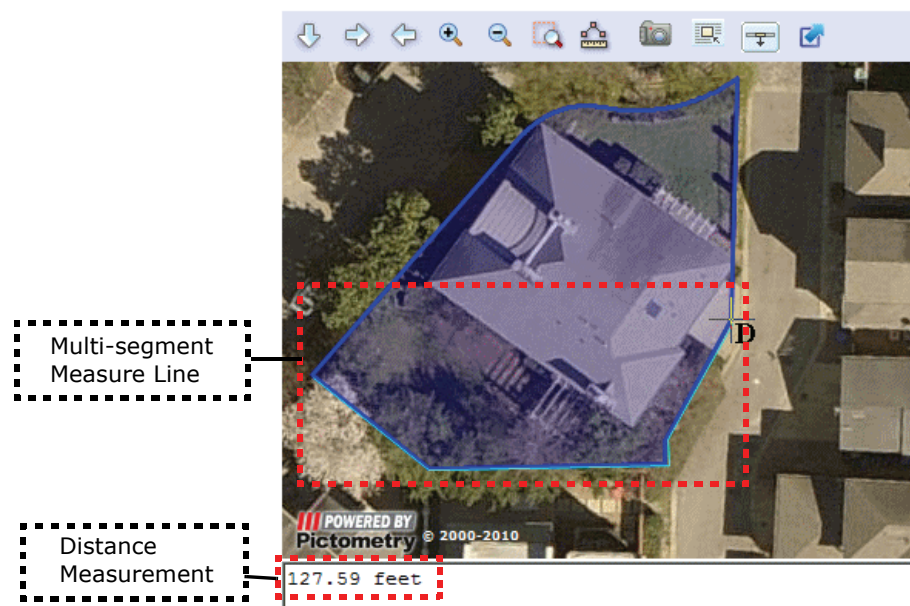 D
Multi-segment
Measure Line
POWERED BY
Pictometry © 2000-2010
Distance
Measurement
127.59 feet